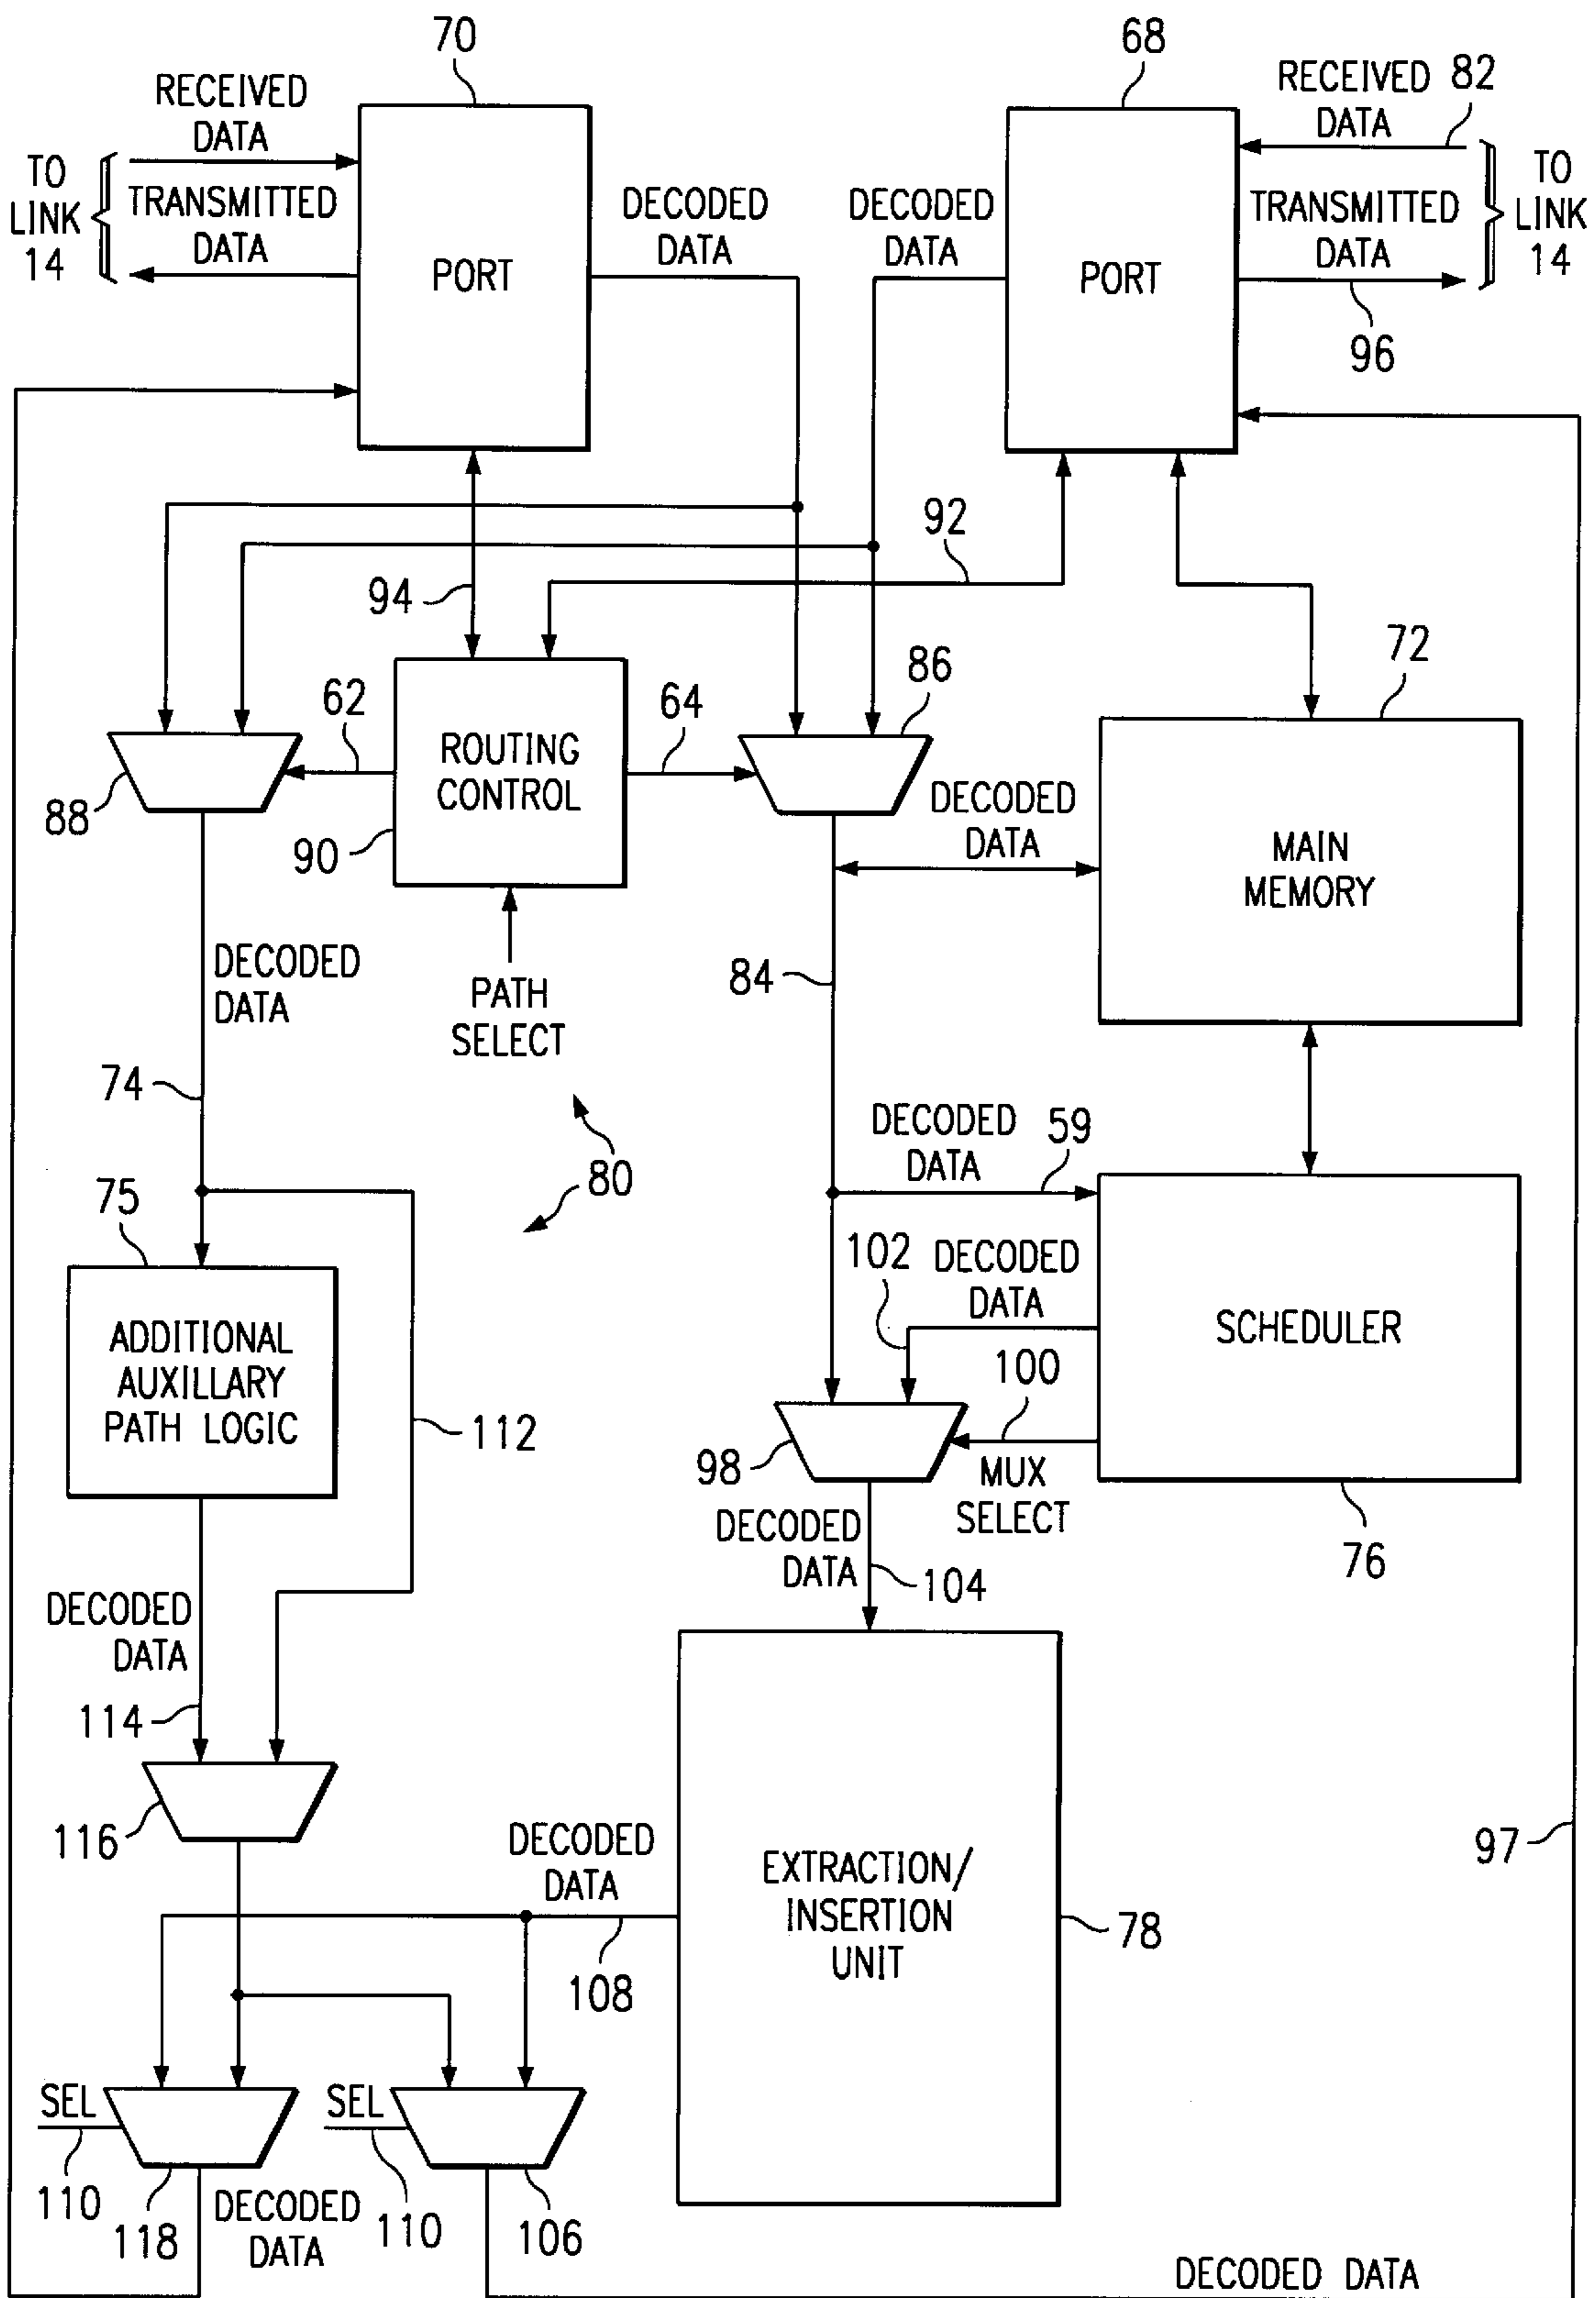 70
68
RECEIVED
DATA
RECEIVED
DATA
82
TO
LINK
14
TRANSMITTED
DATA
PORT
DECODED
DATA
DECODED
DATA
PORT
TRANSMITTED
DATA
TO
LINK
14
96
92
94
72
86
62
64
88
ROUTING
CONTROL
90
DECODED
DATA
MAIN
MEMORY
DECODED
DATA
PATH
SELECT
84
74
DECODED
DATA
59
80
75
102
DECODED
DATA
SCHEDULER
ADDITIONAL
AUXILLARY
PATH LOGIC
112
100
98
MUX
SELECT
DECODED
DATA
104
76
DECODED
DATA
114
116
DECODED
DATA
EXTRACTION/
INSERTION
UNIT
97
78
108
SEL
SEL
110
118
DECODED
DATA
110
106
DECODED DATA